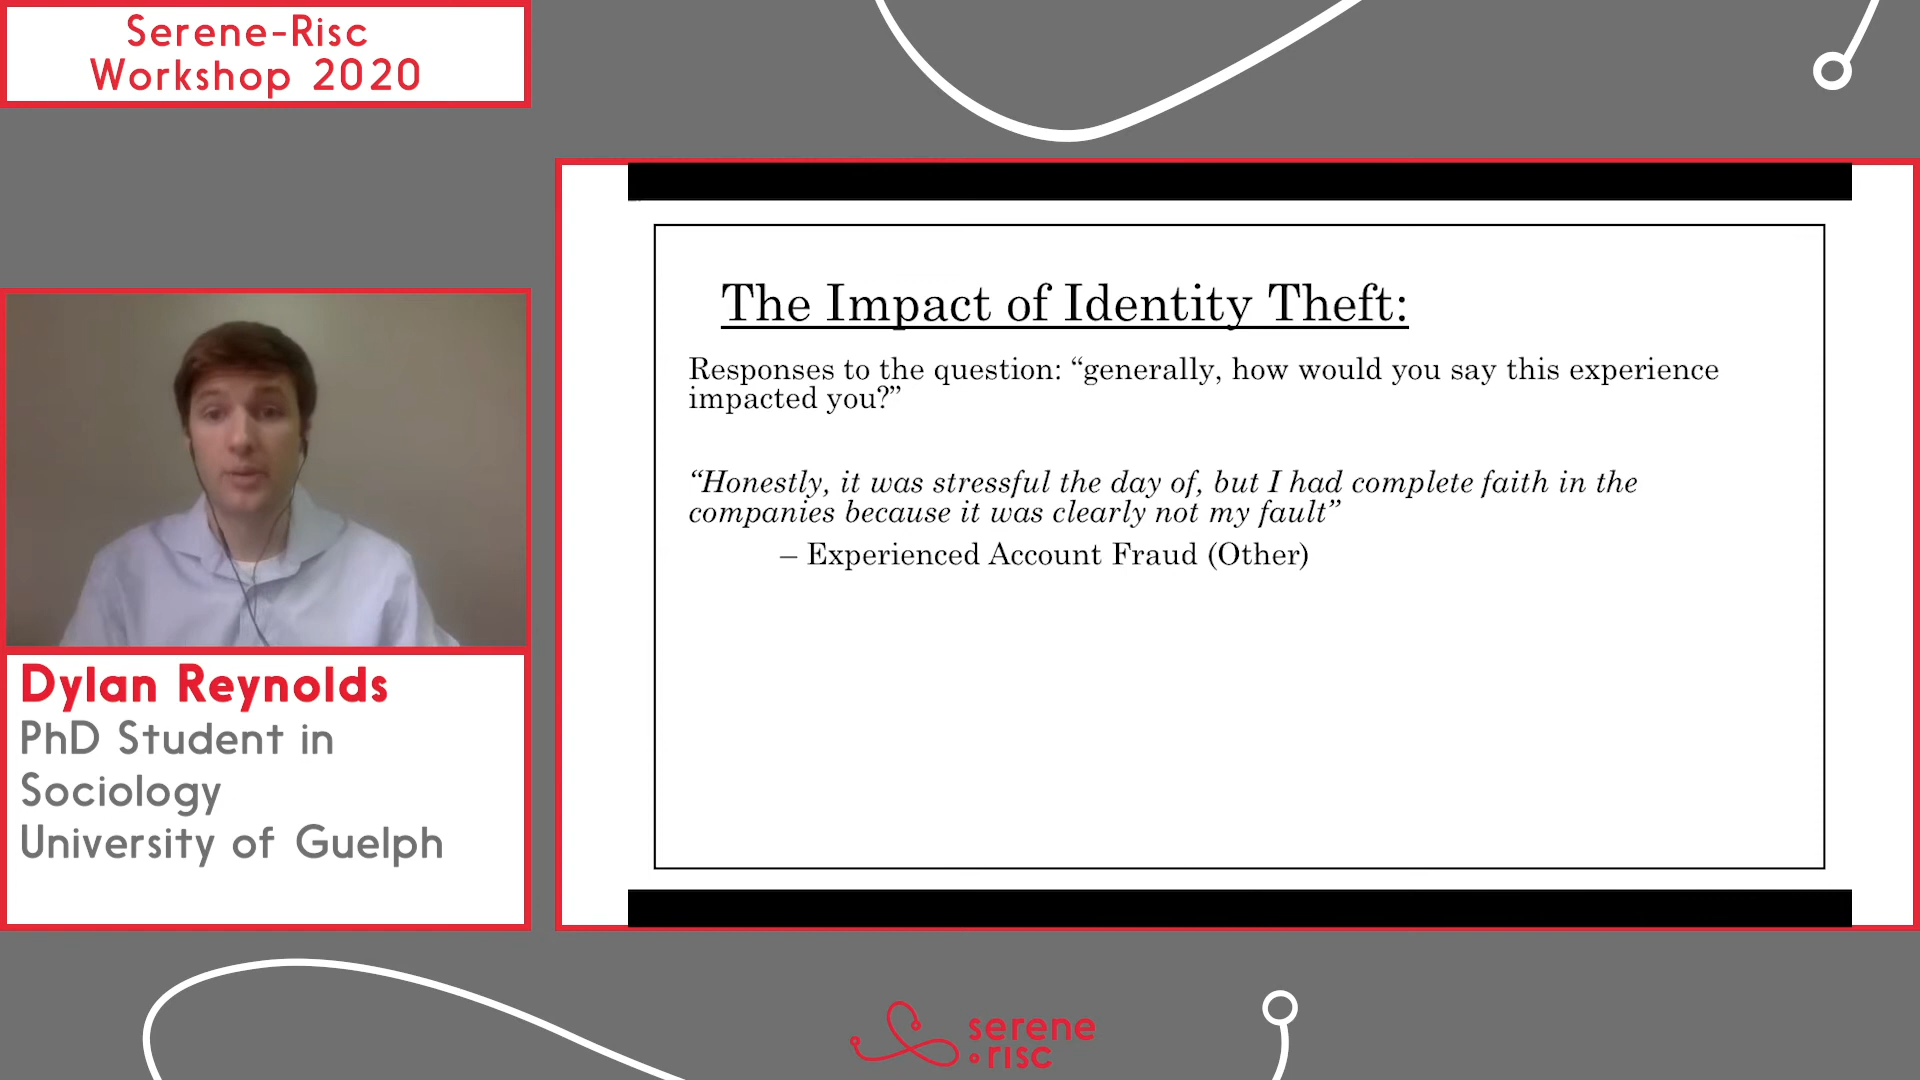 Serene-Risc
Workshop 2020
The Impact of Identity Theft:
Responses to the question: “generally, how would you say this experience
impacted you?”
“Honestly, it was stressful the day of, but I had complete faith in the
companies because it was clearly not my fault”
– Experienced Account Fraud (Other)
Dylan Reynolds
PhD Student in
Sociology
University of Guelph
serene
risc